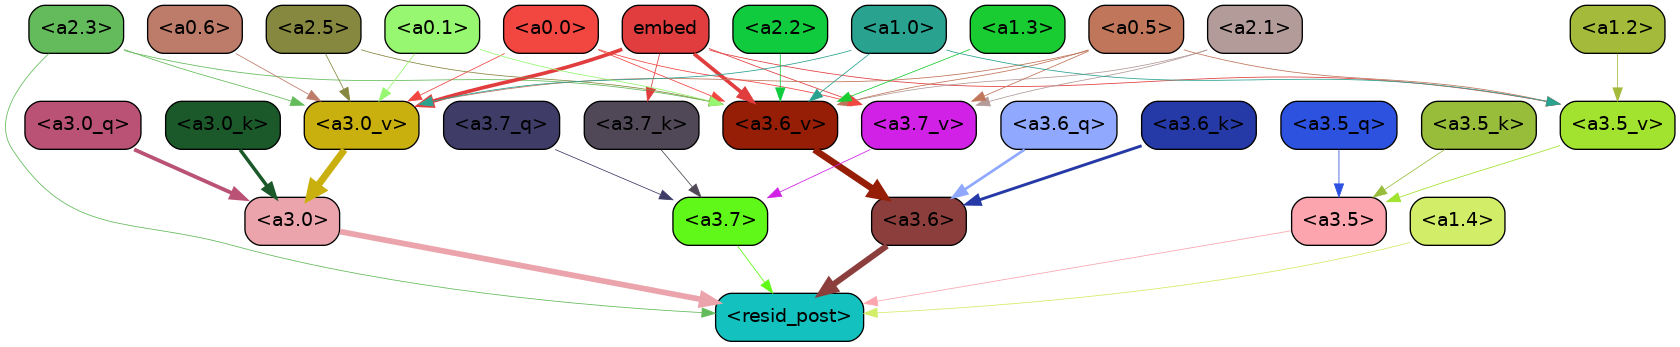 <a2.3> <a0.6> <a2.5> <a0.1> <a0.0> embed <a2.2> <a1.0> <a1.3> <a0.5> <a2.1> <a1.2>
<a3.0_q> <a3.0_k> <a3.0_v> <a3.7_q> <a3.7_k> <a3.6_v> <a3.7_v> <a3.6_q> <a3.6_k> <a3.5_q> <a3.5_k> <a3.5_v>
<a3.0> <a3.7> <a3.6> <a3.5> <a1.4>
<resid_post>